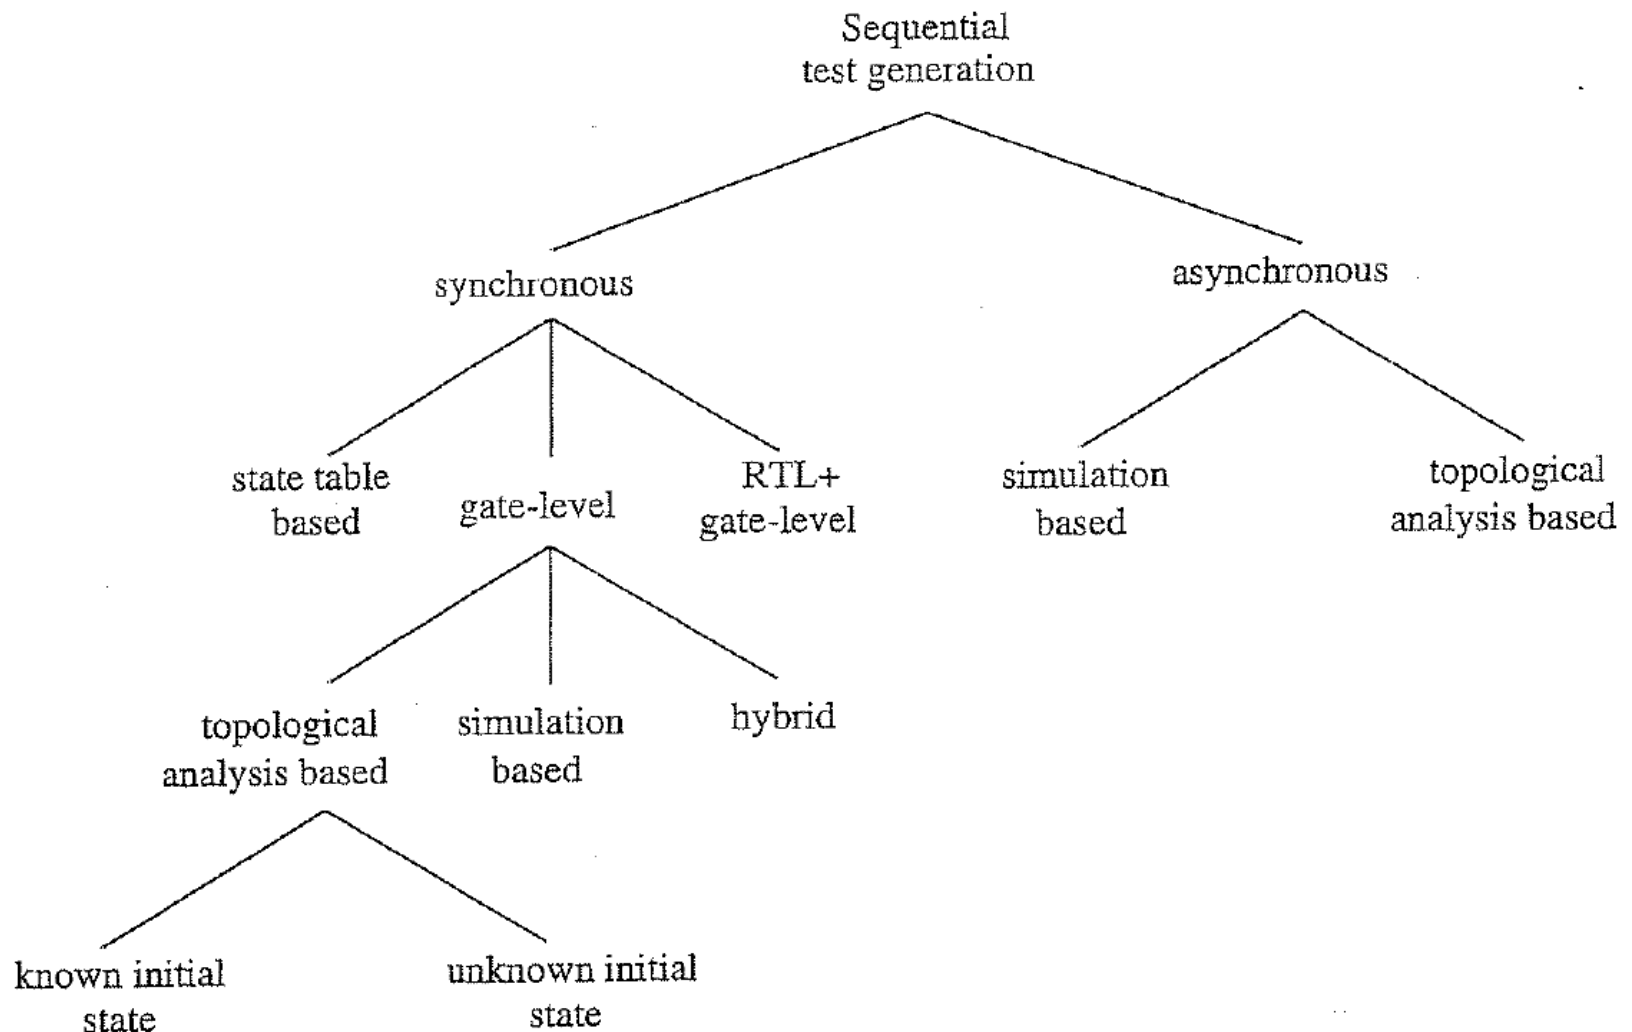 Sequential
test generation
synchronous
asynchronous
state table
based
gate-level
RTL+
gate-level
simulation
based
topological
analysis based
topological
analysis based
simulation
based
hybrid
known initial
state
unknown initial
state